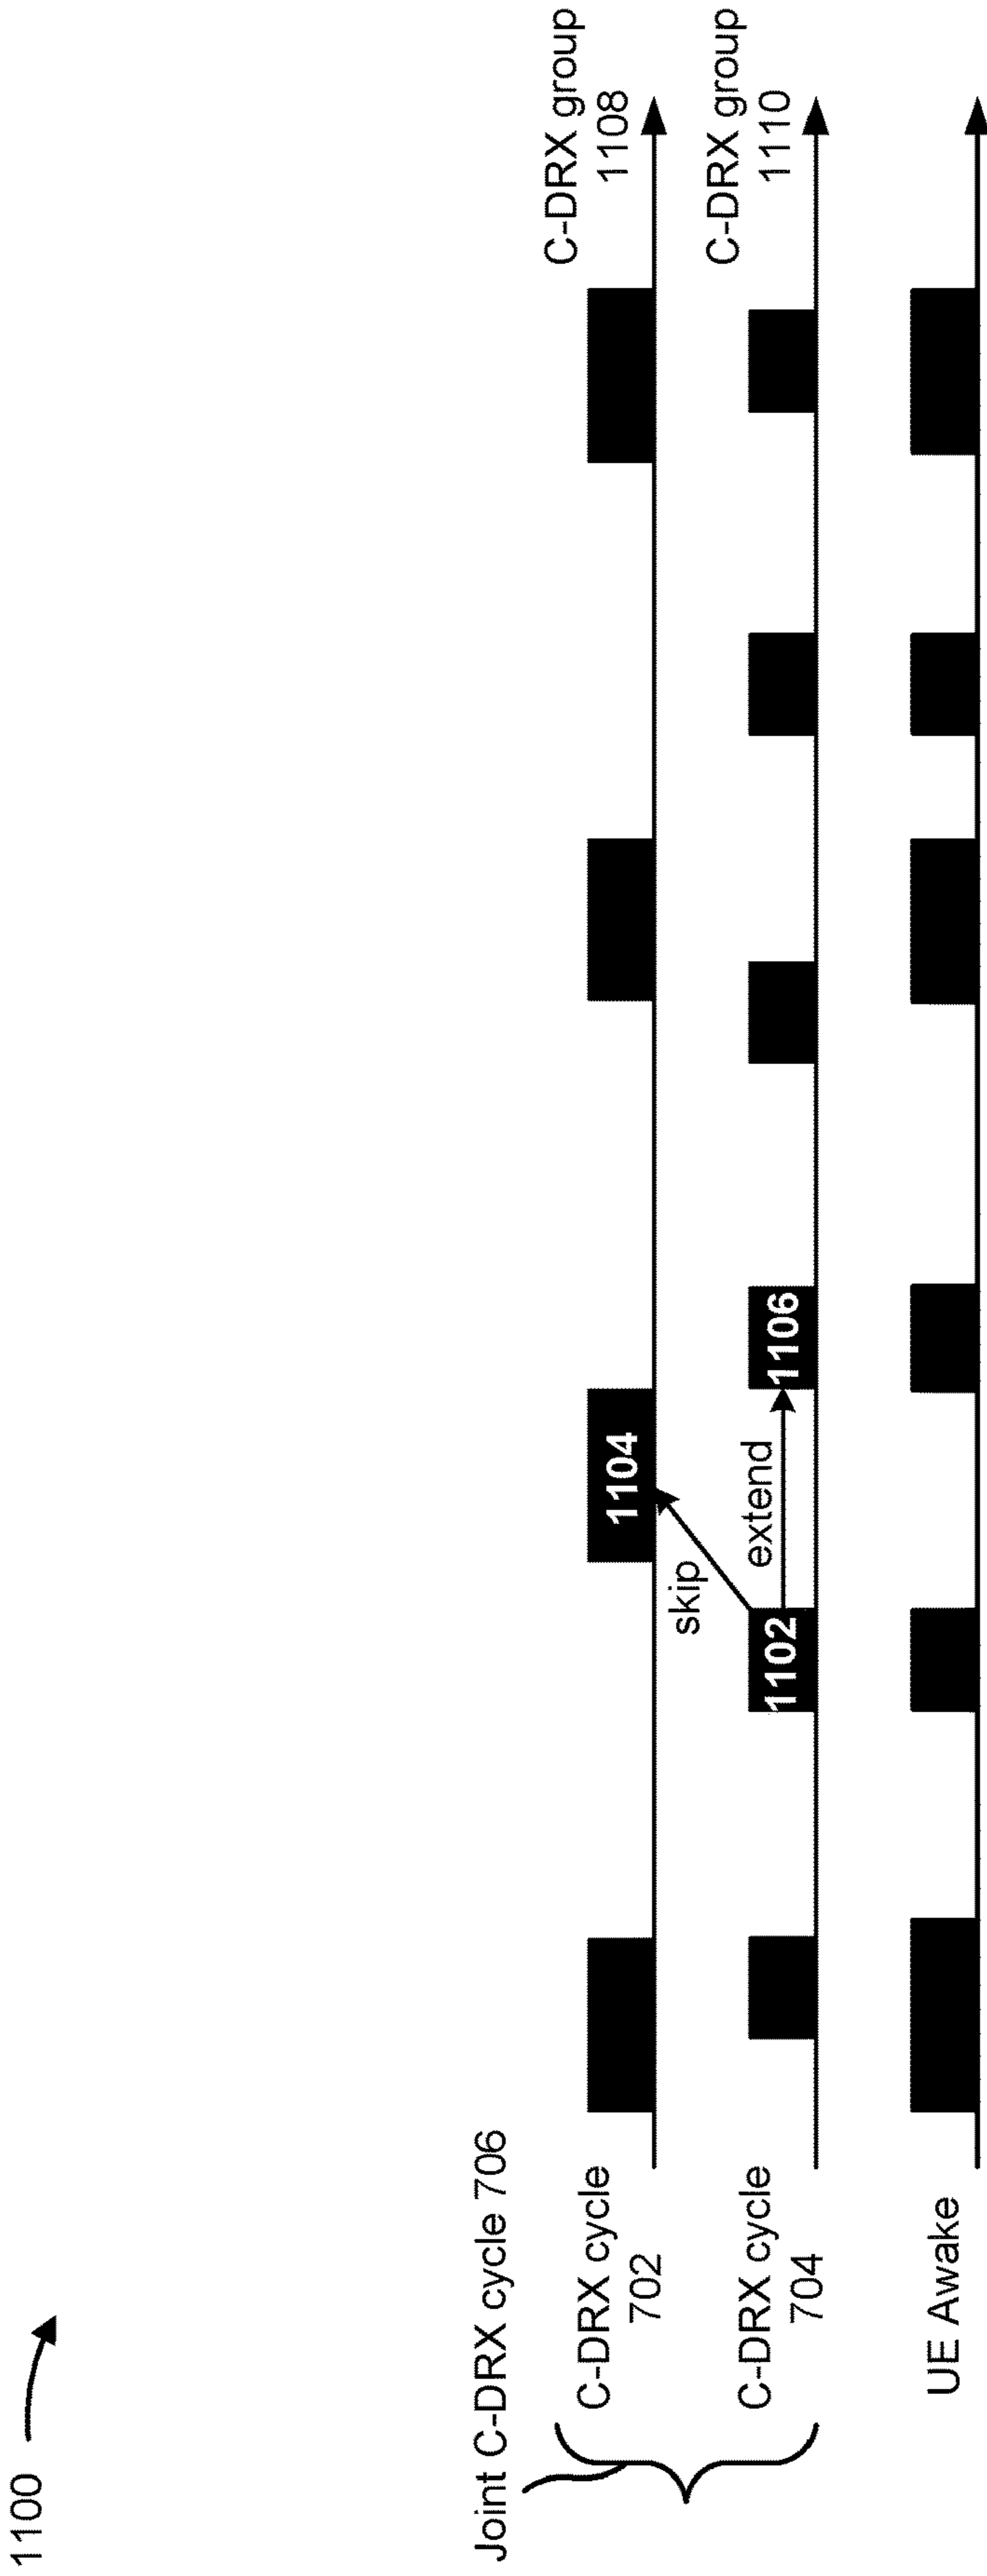 1100
Joint C-DRX cycle 706
C-DRX cycle
702
1104
C-DRX group
1108
skip
C-DRX cycle
704
1102
extend
1106
C-DRX group
1110
UE Awake